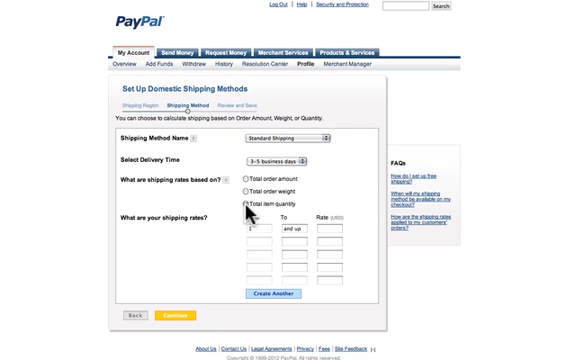 Log Out | Help | Security and Protection Search
PayPal
My Account Send Money Request Money Merchant Services Products & Services
Overview Add Funds Withdraw History Resolution Center Profile Merchant Manager
Set Up Domestic Shipping Methods
Shipping Region Shipping Method Review and Save
You can choose to calculate shipping based on Order Amount, Weight, or Quantity.
Shipping Method Name ? Standard Shipping
Select Delivery Time 3-5 business days
What are shipping rates based on? ? Total order amount
Total order weight
Total item quantity
What are your shipping rates? To Rate (USD)
1 and up
Create Another
Back Continue
FAQs
How do I set up free
shipping?
When will my shipping
method be available on my
checkout?
How are the shipping rates
applied to my customers'
orders?
About Us | Contact Us | Legal Agreements | Privacy | Fees | Site Feedback [-]
Copyright © 1999-2012 PayPal. All rights reserved.